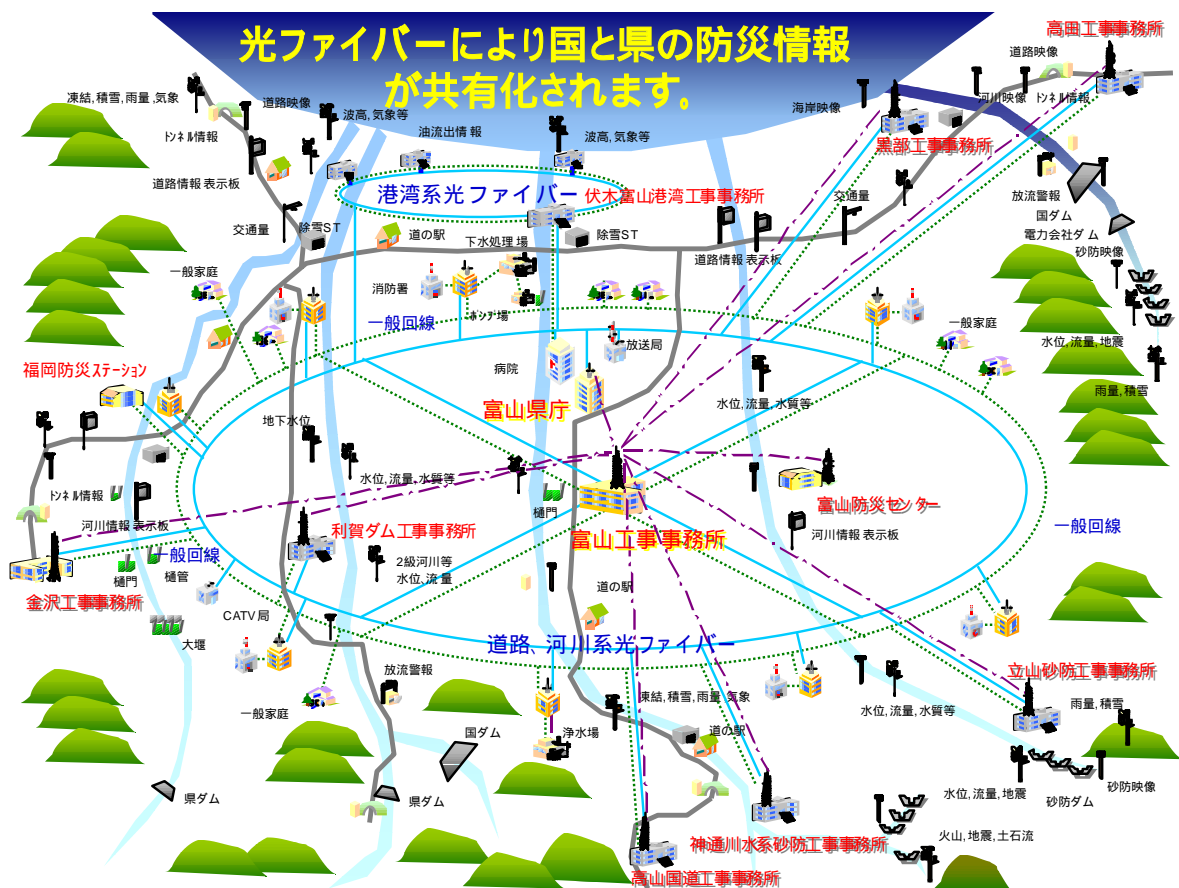 光ファイバーにより国と県の防災情報
が共有化されます。
高田工事事務所
道路映像
凍結,積雪,雨量,気象
道路映像
波高,気象等
トンネル情報
油流出情報
波高,気象等
海岸映像
河川映像
トンネル情報
黒部工事事務所
道路情報表示板
港湾系光ファイバー
伏木富山港湾工事事務所
交通量
放流警報
国ダム
電力会社ダム
砂防映像
交通量
除雪ST
道の駅
下水処理場
除雪ST
道路情報表示板
一般家庭
消防署
ポンプ場
一般回線
放送局
病院
一般家庭
水位,流量,地震
福岡防災ステーション
富山県庁
水位,流量,水質等
雨量,積雪
地下水位
水位,流量,水質等
トンネル情報
河川情報表示板
樋門
富山防災センター
利賀ダム工事事務所
富山工事事務所
河川情報表示板
一般回線
一般回線
樋門
樋管
2級河川等
水位,流量
道の駅
金沢工事事務所
CATV局
大堰
道路、河川系光ファイバー
放流警報
一般家庭
凍結,積雪,雨量,気象
立山砂防工事事務所
水位,流量,水質等
雨量,積雪
国ダム
浄水場
道の駅
県ダム
県ダム
水位,流量,地震
砂防ダム
砂防映像
火山,地震,土石流
神通川水系砂防工事事務所
高山国道工事事務所